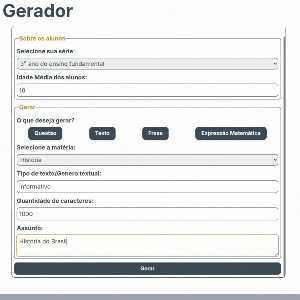 Gerador
Sobre os alunos
Selecione sua série:
3° ano do ensino fundamental
Idade Média dos alunos:
10
Gerar
O que deseja gerar?
Questão Texto Frase Expressão Matemática
Selecione a matéria:
História
Tipo de texto/Genero textual:
informativo
Quantidade de caracteres:
1000
Assunto:
Historia do Brasil
Gerar